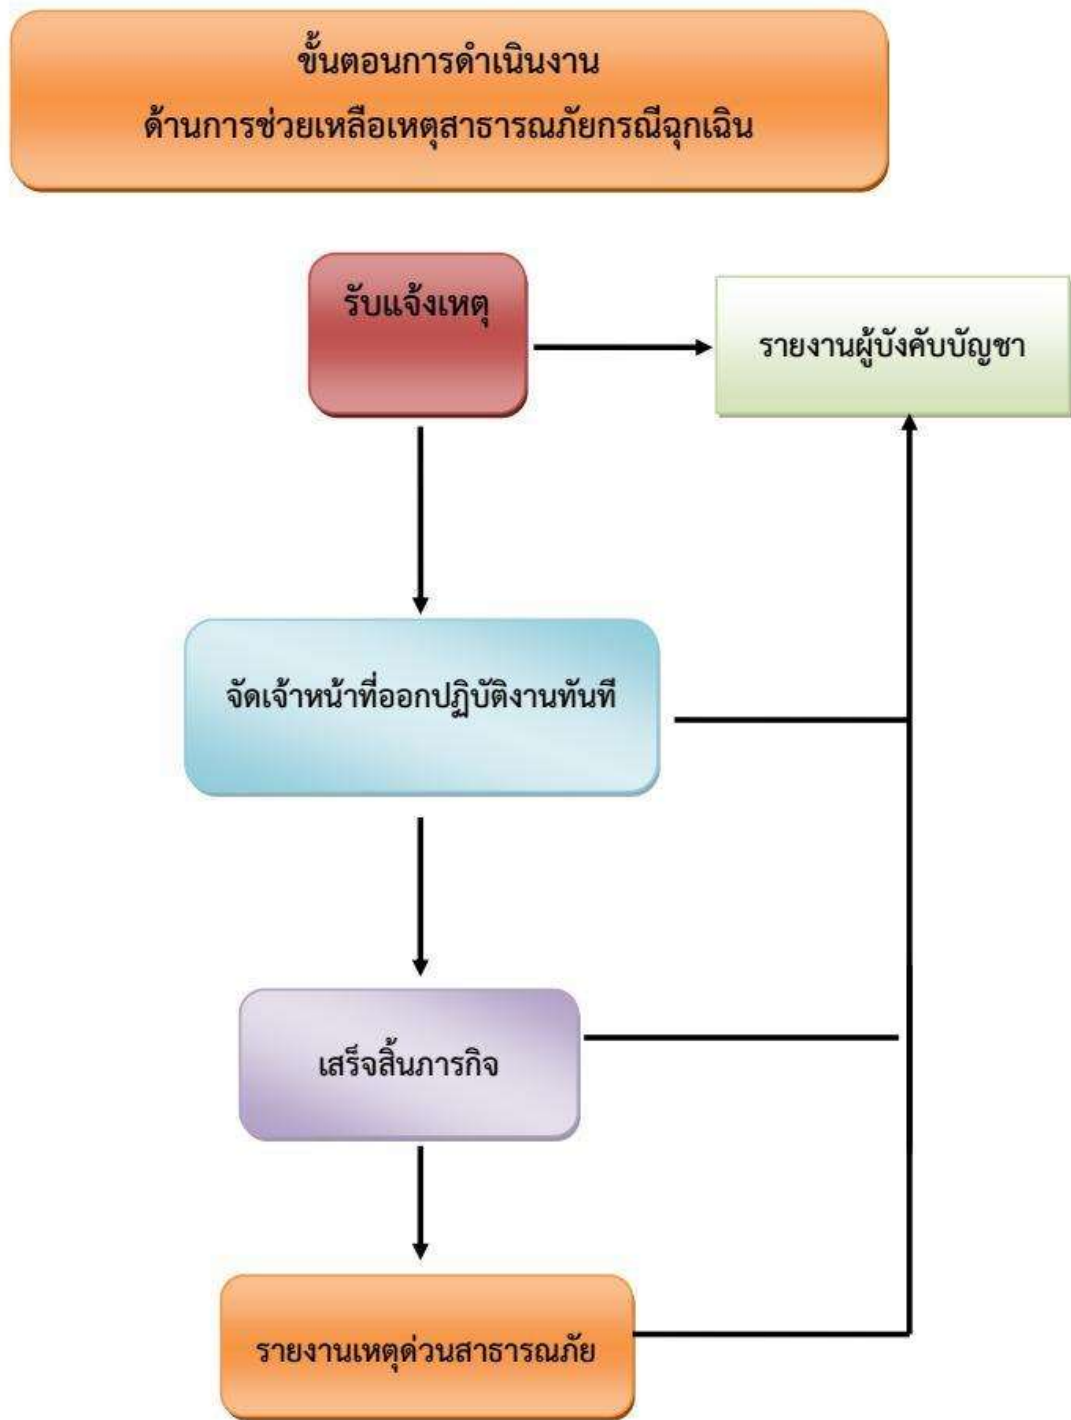 ขั้นตอนการดำเนินงาน
ด้านการช่วยเหลือเหตุสาธารณภัยกรณีฉุกเฉิน
รับแจ้งเหตุ
รายงานผู้บังคับบัญชา
จัดเจ้าหน้าที่ออกปฏิบัติงานทันที
เสร็จสิ้นภารกิจ
รายงานเหตุด่วนสาธารณภัย